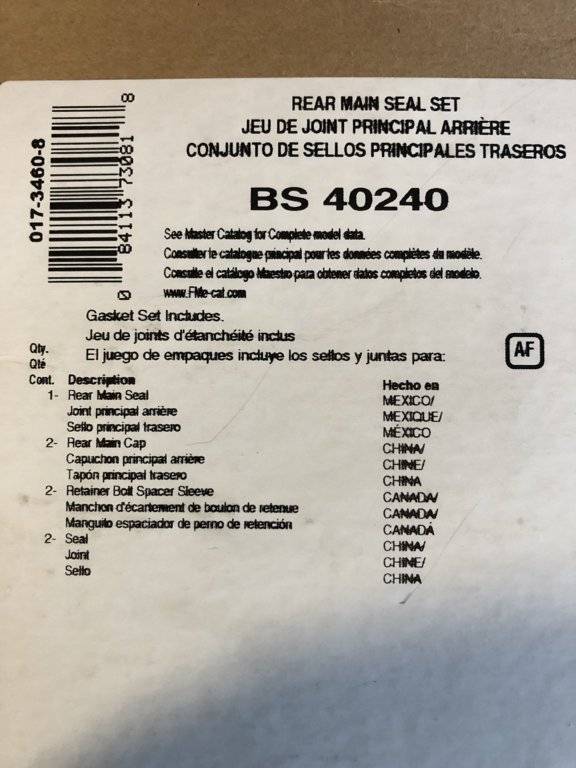 REAR MAIN SEAL SET
JEU DE JOINT PRINCIPAL ARRIÈRE
CONJUNTO DE SELLOS PRINCIPALES TRASEROS
017-3460-8
0 84113 73081 8
BS 40240
See Master Catalog for Complete model data.
Consulter le catalogue principal pour les données complètes du modèle.
Consulte el catálogo Maestro para obtener datos completos del modelo.
www.FMe-cat.com
Gasket Set Includes.
Jeu de joints d'étanchéité inclus
El juego de empaques incluye los sellos y juntas para:
AF
Qty.
Qté
Cont. Description Hecho en
1- Rear Main Seal MEXICO/
Joint principal arrière MEXIQUE/
Sello principal trasero MÉXICO
2- Rear Main Cap CHINA/
Capuchon principal arrière CHINE/
Tapón principal trasero CHINA
2- Retainer Bolt Spacer Sleeve CANADA/
Manchon d'écartement de boulon de retenue CANADA/
Manguito espaciador de perno de retención CANADÁ
2- Seal CHINA/
Joint CHINE/
Sello CHINA